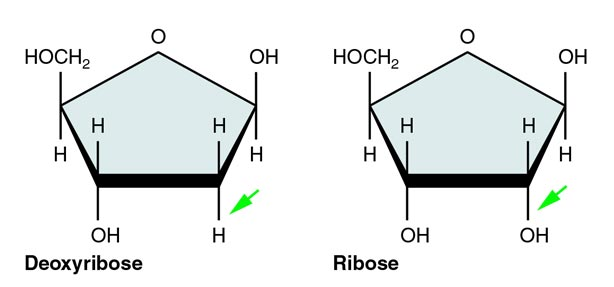 O O
HOCH₂ OH HOCH₂ OH
H H H H
H H H H
OH H OH OH
Deoxyribose Ribose